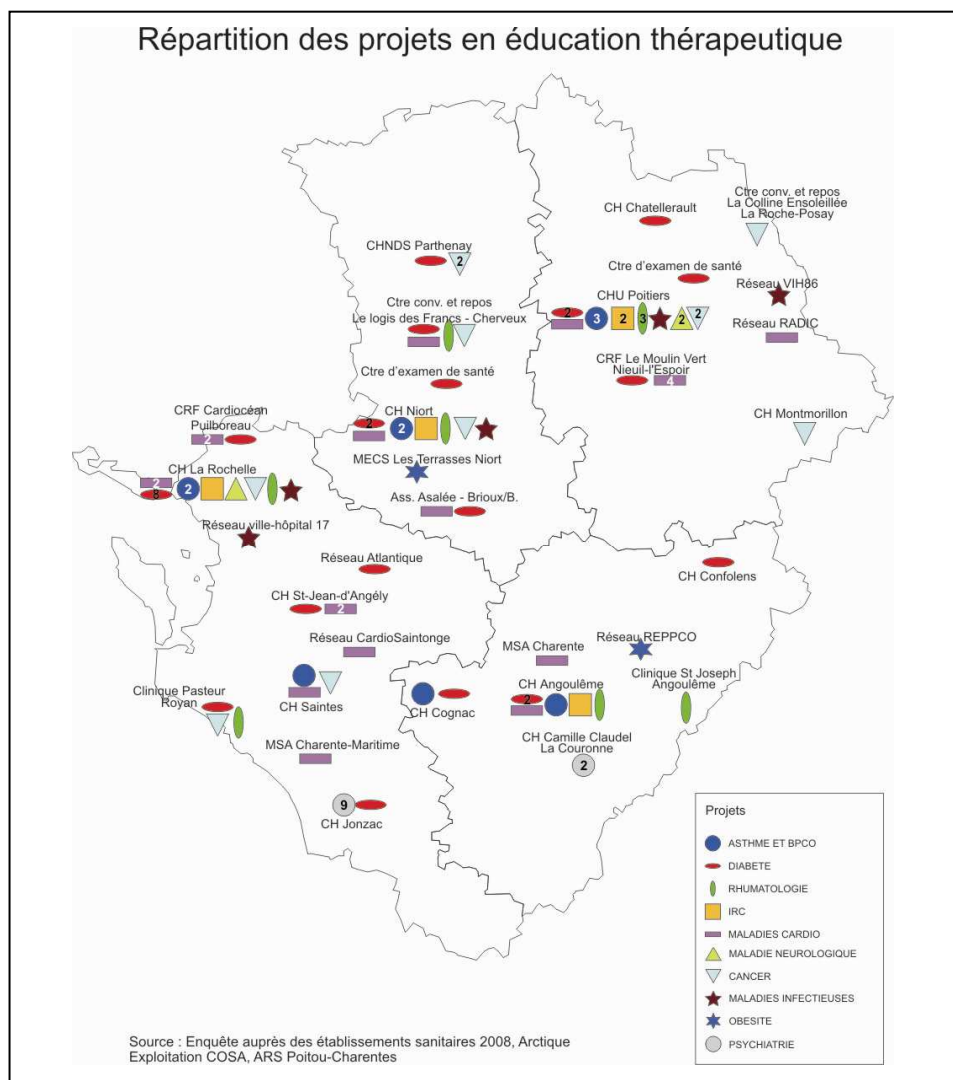 Répartition des projets en éducation thérapeutique
Ctre conv. et repos
La Colline Ensoleillée
La Roche-Posay
CH Chatellerault
CHNDS Parthenay
2
Ctre d'examen de santé
Réseau VIH86
CHU Poitiers
2
3
2
3
2
2
Ctre conv. et repos
Le logis des Francs - Cherveux
Réseau RADIC
CRF Le Moulin Vert
Nieuil-l'Espoir
4
Ctre d'examen de santé
CH Niort
2
2
CH Montmorillon
CRF Cardiocéan
Puilboreau
2
MECS Les Terrasses Niort
CH La Rochelle
2
8
2
Ass. Asalée - Brioux/B.
Réseau ville-hôpital 17
Réseau Atlantique
CH Confolens
CH St-Jean-d'Angély
2
Réseau CardioSaintonge
MSA Charente
Réseau REPPCO
Clinique St Joseph
Angoulême
CH Saintes
Clinique Pasteur
Royan
CH Cognac
CH Angoulême
2
CH Camille Claudel
La Couronne
2
MSA Charente-Maritime
9
CH Jonzac
Projets
ASTHME ET BPCO
DIABETE
RHUMATOLOGIE
IRC
MALADIES CARDIO
MALADIE NEUROLOGIQUE
CANCER
MALADIES INFECTIEUSES
OBESITE
PSYCHIATRIE
Source : Enquête auprès des établissements sanitaires 2008, Arctique
Exploitation COSA, ARS Poitou-Charentes